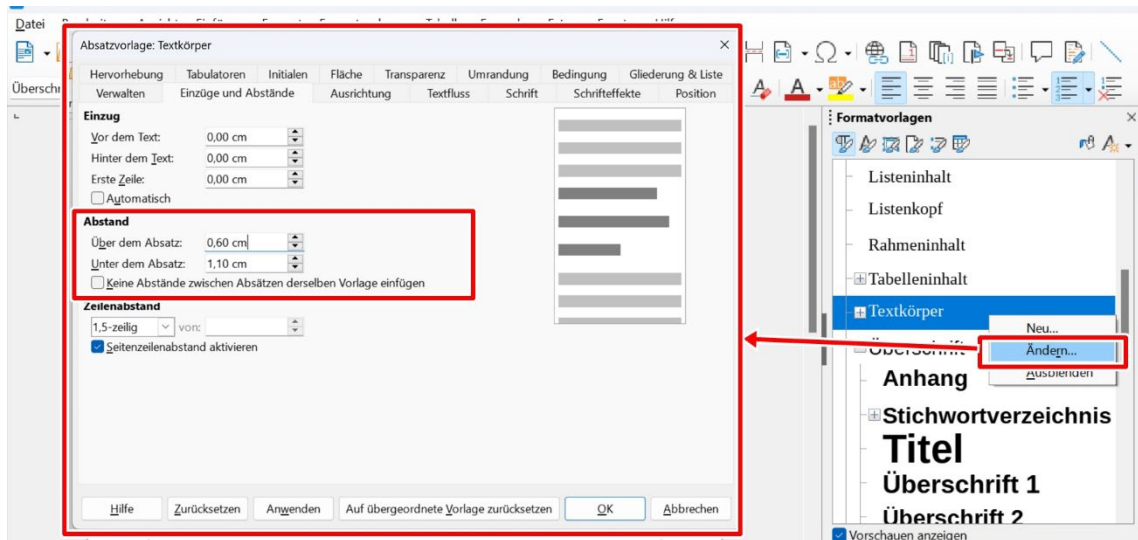 Datei
Überschr
Absatzvorlage: Textkörper
Hervorhebung Tabulatoren Initialen Fläche Transparenz Umrandung Bedingung Gliederung & Liste
Verwalten Einzüge und Abstände Ausrichtung Textfluss Schrift Schrifteffekte Position
Einzug
Vor dem Text: 0,00 cm
Hinter dem Text: 0,00 cm
Erste Zeile: 0,00 cm
Automatisch
Abstand
Über dem Absatz: 0,60 cm
Unter dem Absatz: 1,10 cm
Keine Abstände zwischen Absätzen derselben Vorlage einfügen
Zeilenabstand
1,5-zeilig von:
Seitenzeilenabstand aktivieren
Hilfe Zurücksetzen Anwenden Auf übergeordnete Vorlage zurücksetzen OK Abbrechen
Formatvorlagen
Listeninhalt
Listenkopf
Rahmeninhalt
Tabelleninhalt
Textkörper
Neu...
Überschrift Ändern...
Ausblenden
Anhang
Stichwortverzeichnis
Titel
Überschrift 1
Überschrift 2
Vorschauen anzeigen